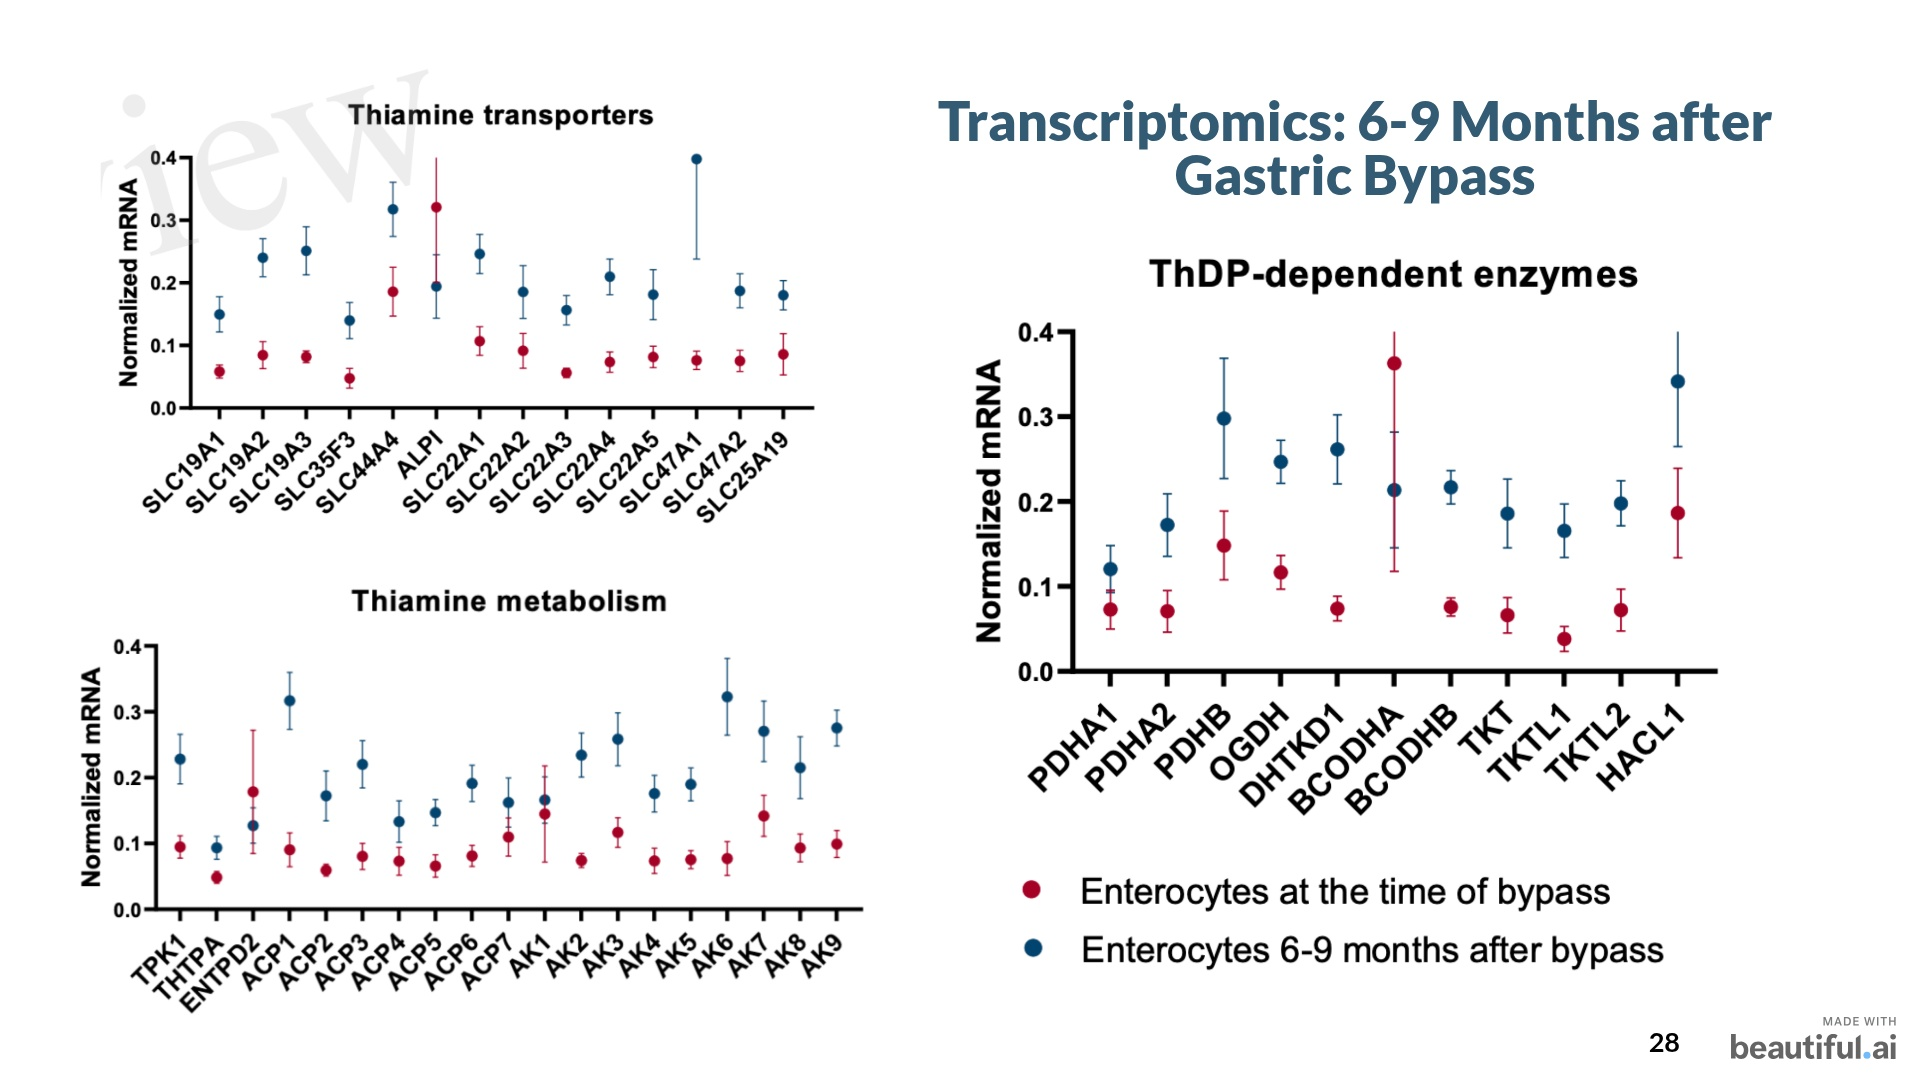 iew
Thiamine transporters
Normalized mRNA
0.4
0.3
0.2
0.1
0.0
SLC19A1
SLC19A2
SLC19A3
SLC35F3
SLC44A4
ALPI
SLC22A1
SLC22A2
SLC22A3
SLC22A4
SLC22A5
SLC47A1
SLC47A2
SLC25A19
Thiamine metabolism
Normalized mRNA
0.4
0.3
0.2
0.1
0.0
TPK1
THTPA
ENTPD2
ACP1
ACP2
ACP3
ACP4
ACP5
ACP6
ACP7
AK1
AK2
AK3
AK4
AK5
AK6
AK7
AK8
AK9
Transcriptomics: 6-9 Months after
Gastric Bypass
ThDP-dependent enzymes
Normalized mRNA
0.4
0.3
0.2
0.1
0.0
PDHA1
PDHA2
PDHB
OGDH
DHTKD1
BCODHA
BCODHB
TKT
TKTL1
TKTL2
HACL1
Enterocytes at the time of bypass
Enterocytes 6-9 months after bypass
28
MADE WITH
beautiful.ai